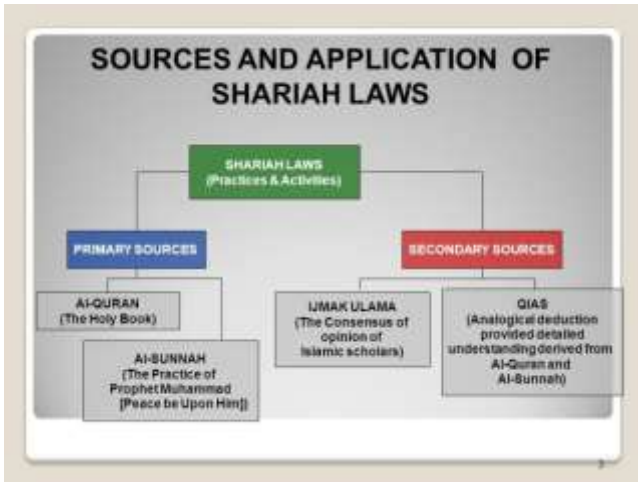 SOURCES AND APPLICATION OF
SHARIAH LAWS
SHARIAH LAWS
(Practices & Activities)
PRIMARY SOURCES
SECONDARY SOURCES
Al-QURAN
(The Holy Book)
Al-SUNNAH
(The Practice of
Prophet Muhammad
[Peace be Upon Him])
IJMAK ULAMA
(The Consensus of
opinion of
Islamic scholars)
QIAS
(Analogical deduction
provided detailed
understanding derived from
Al-Quran and
Al-Sunnah)
3